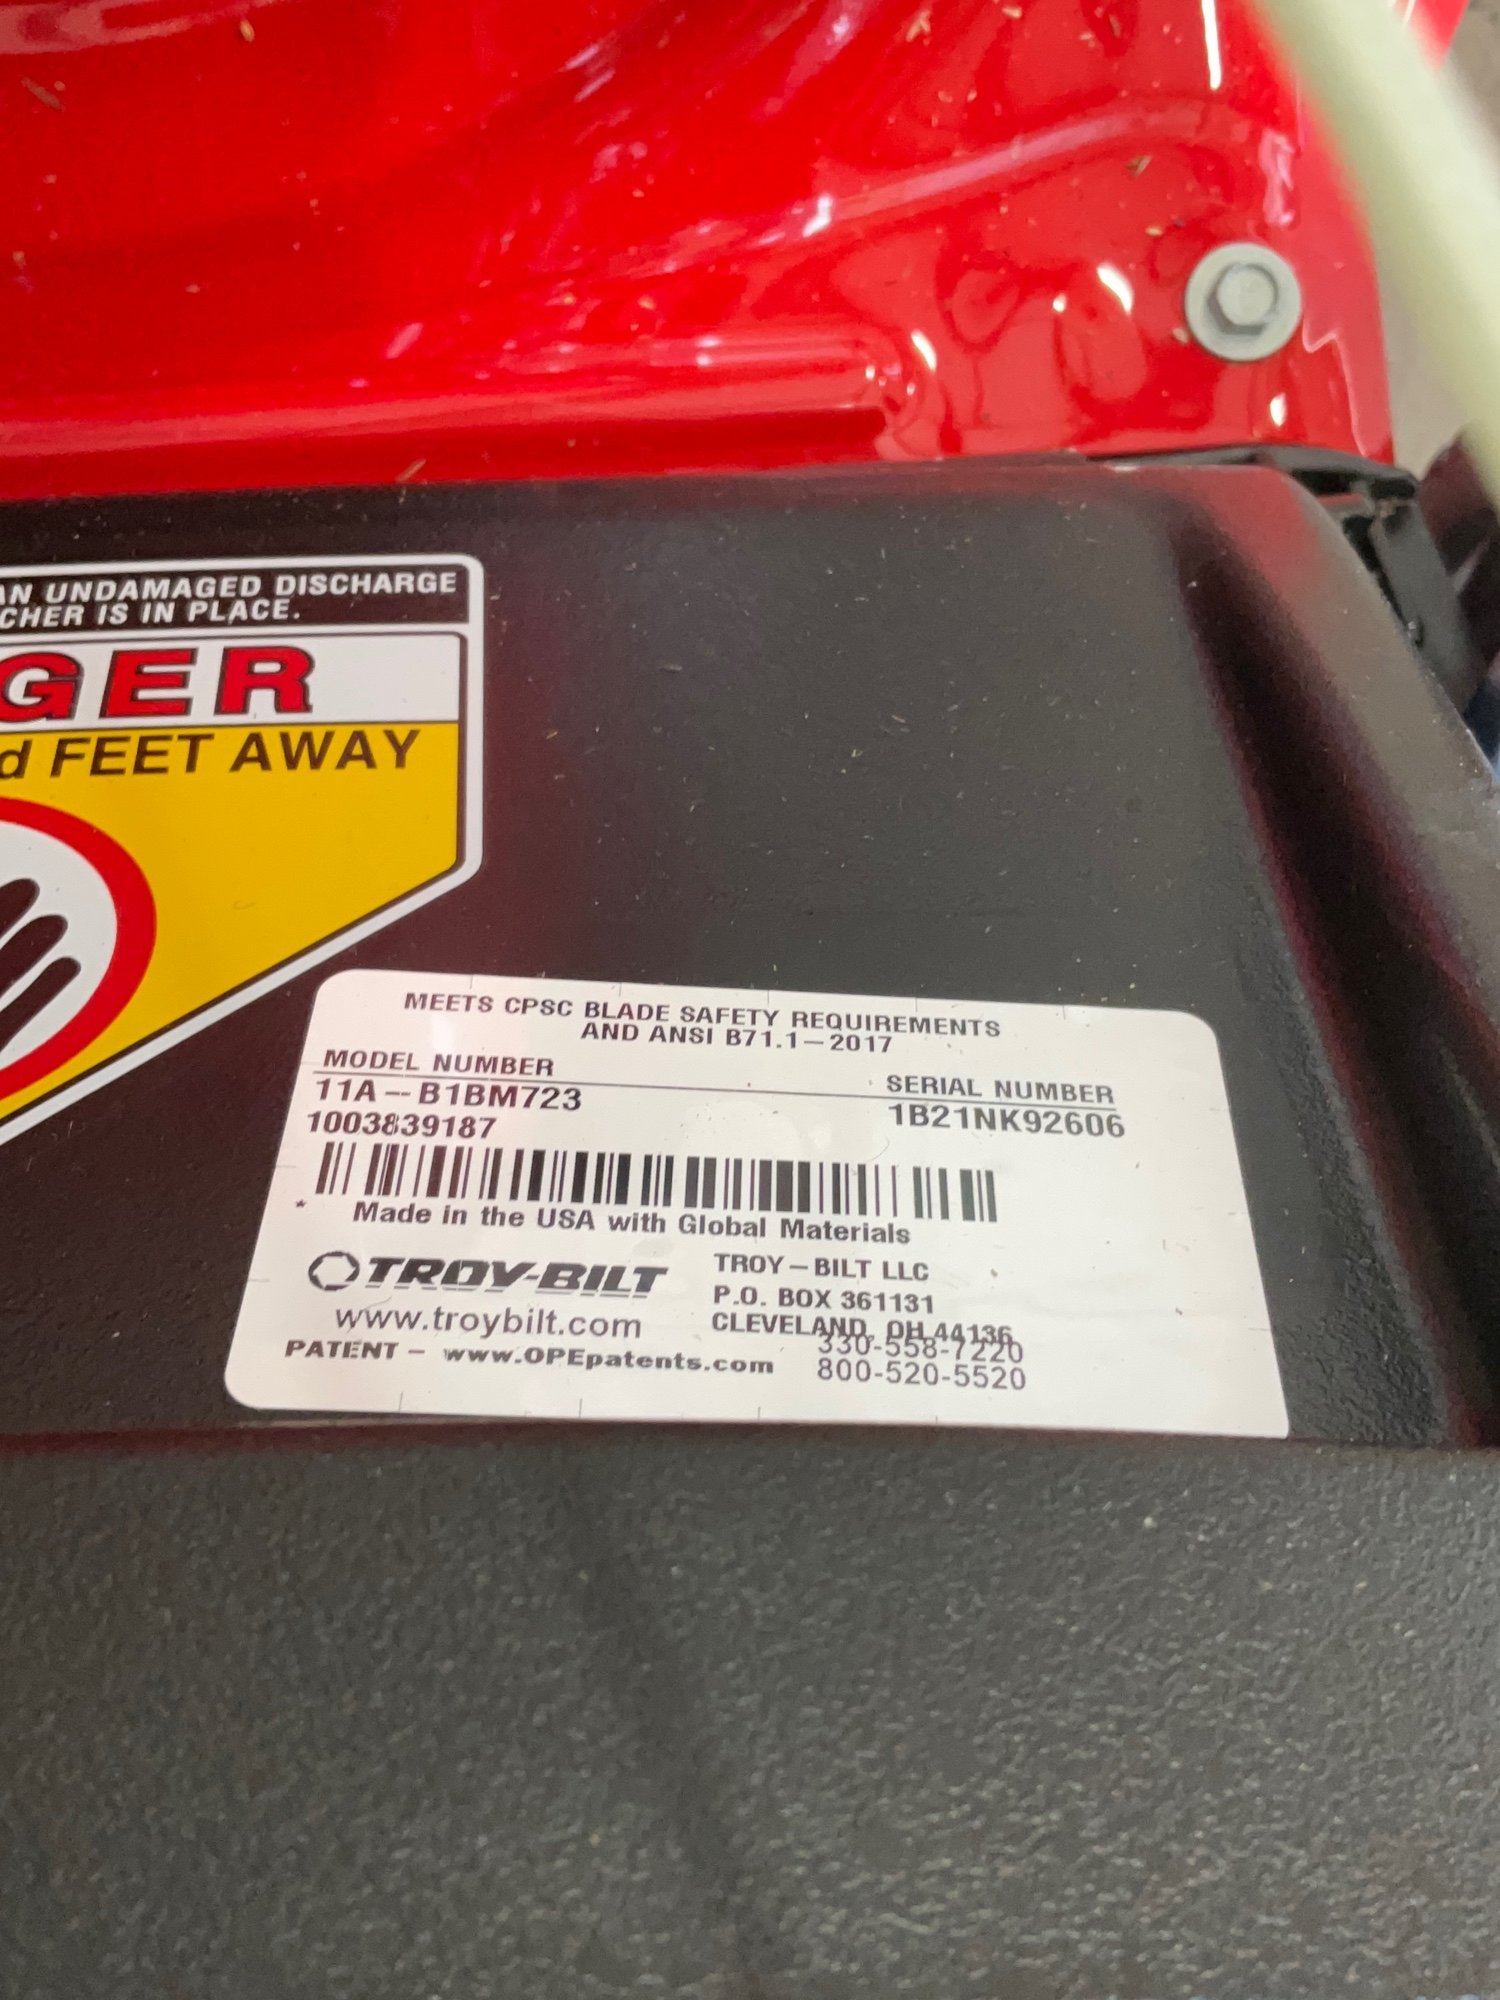 AN UNDAMAGED DISCHARGE
CHER IS IN PLACE.
GER
d FEET AWAY
MEETS CPSC BLADE SAFETY REQUIREMENTS
AND ANSI B71.1—2017
MODEL NUMBER
SERIAL NUMBER
11A -- B1BM723
1B21NK92606
1003839187
* Made in the USA with Global Materials
TROY-BILT
TROY—BILT LLC
P.O. BOX 361131
www.troybilt.com
CLEVELAND, OH 44136
330-558-7220
PATENT — www.OPEpatents.com
800-520-5520